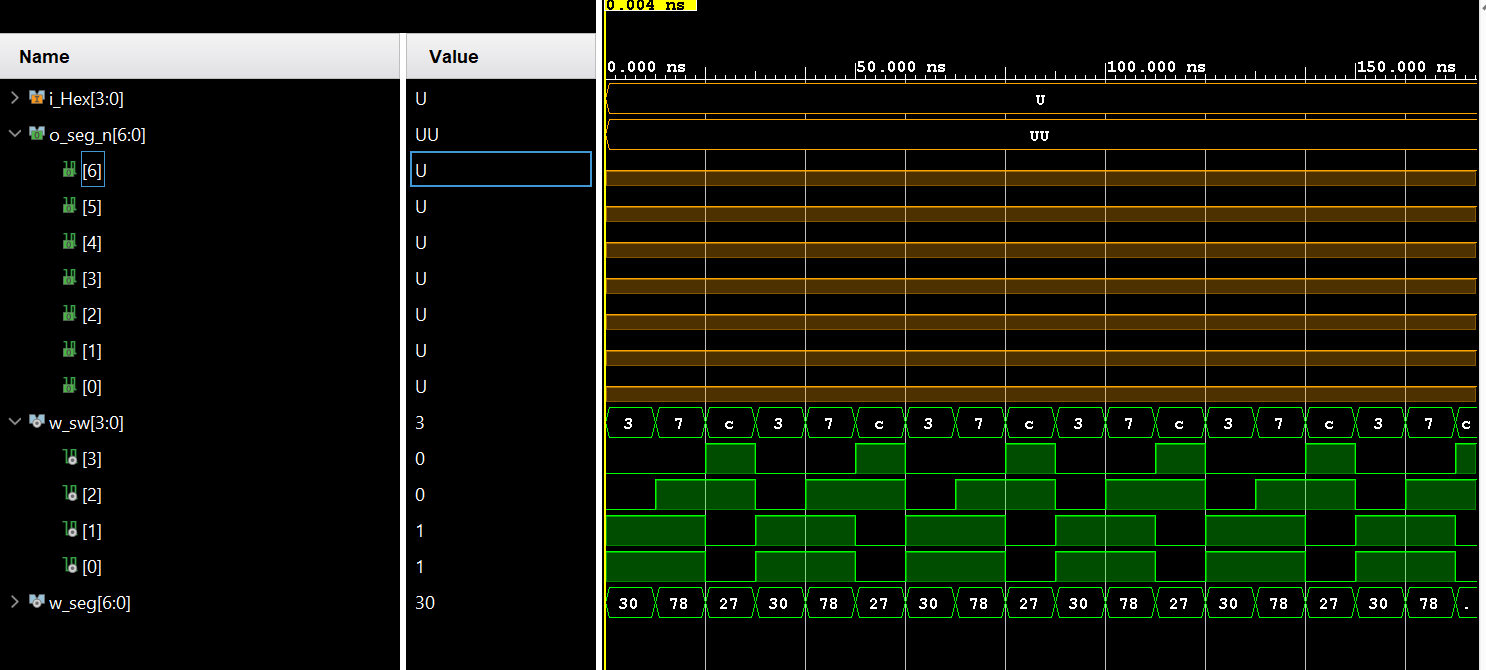 0.004 ns
Name Value
0.000 ns 50.000 ns 100.000 ns 150.000 ns
i_Hex[3:0] U U
o_seg_n[6:0] UU UU
[6] U
[5] U
[4] U
[3] U
[2] U
[1] U
[0] U
w_sw[3:0] 3 3 7 c 3 7 c 3 7 c 3 7 c 3 7 c 3 7 c
[3] 0
[2] 0
[1] 1
[0] 1
w_seg[6:0] 30 30 78 27 30 78 27 30 78 27 30 78 27 30 78 27 30 78 .